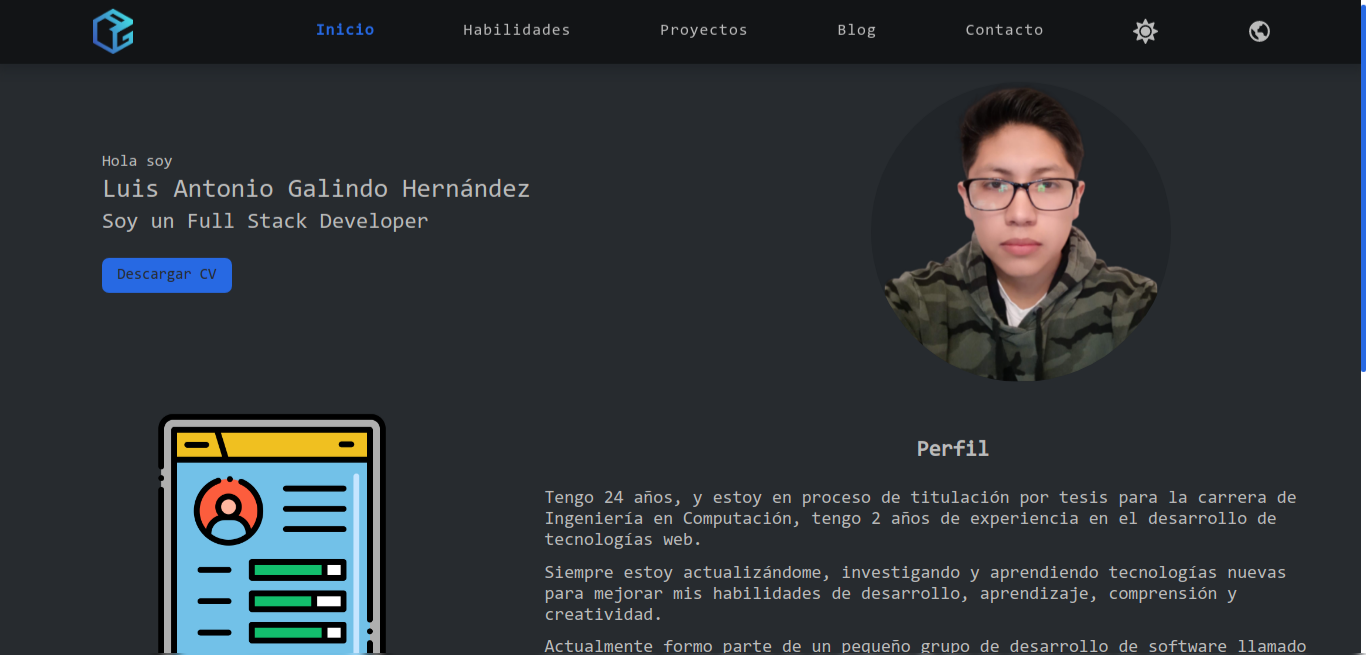 Inicio Habilidades Proyectos Blog Contacto
Hola soy
Luis Antonio Galindo Hernández
Soy un Full Stack Developer
Descargar CV
Perfil
Tengo 24 años, y estoy en proceso de titulación por tesis para la carrera de
Ingeniería en Computación, tengo 2 años de experiencia en el desarrollo de
tecnologías web.
Siempre estoy actualizándome, investigando y aprendiendo tecnologías nuevas
para mejorar mis habilidades de desarrollo, aprendizaje, comprensión y
creatividad.
Actualmente formo parte de un pequeño grupo de desarrollo de software llamado